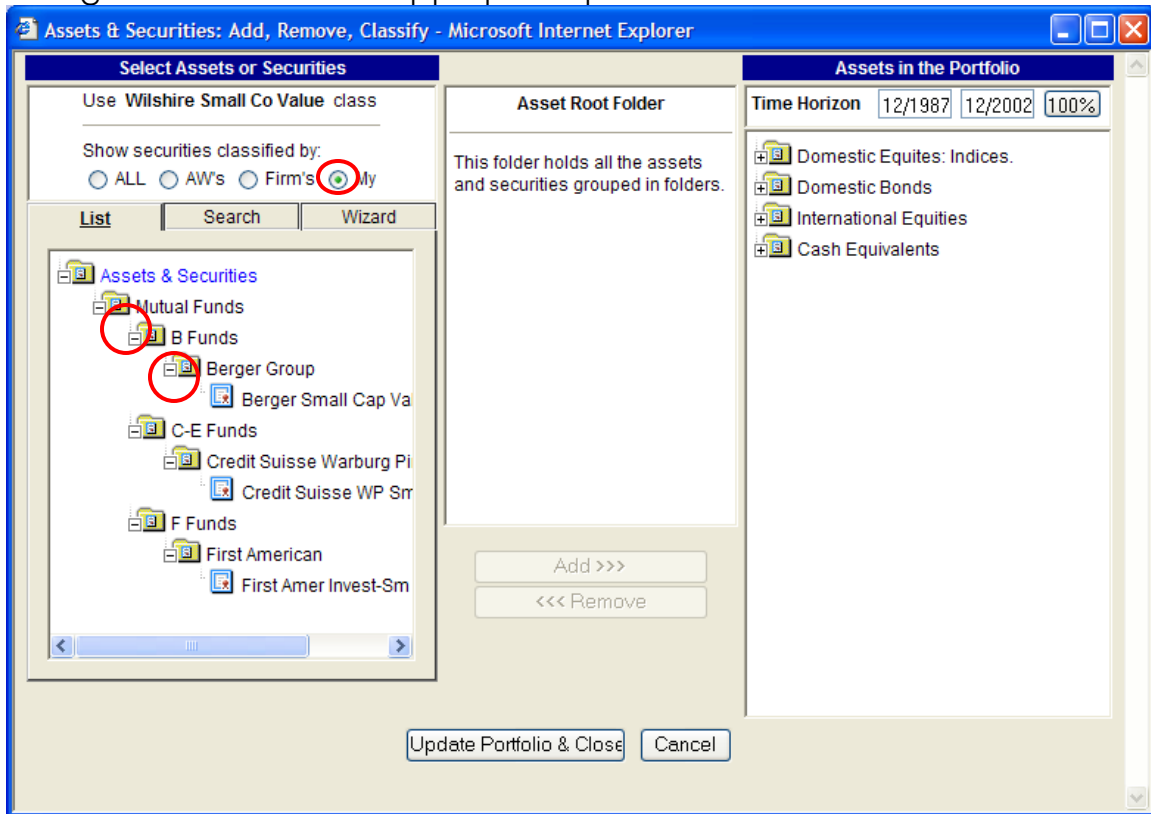 Assets & Securities: Add, Remove, Classify - Microsoft Internet Explorer
Select Assets or Securities
Use Wilshire Small Co Value class
Show securities classified by:
ALL AW's Firm's My
List Search Wizard
Assets & Securities
Mutual Funds
B Funds
Berger Group
Berger Small Cap Va
C-E Funds
Credit Suisse Warburg Pi
Credit Suisse WP Sm
F Funds
First American
First Amer Invest-Sm
Asset Root Folder
This folder holds all the assets
and securities grouped in folders.
Add >>>
<<< Remove
Assets in the Portfolio
Time Horizon 12/1987 12/2002 100%
Domestic Equites: Indices.
Domestic Bonds
International Equities
Cash Equivalents
Update Portfolio & Close Cancel